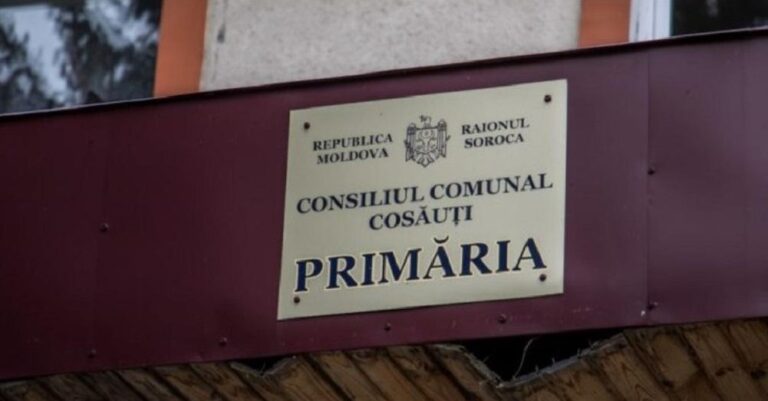 REPUBLICA MOLDOVA
RAIONUL SOROCA
CONSILIUL COMUNAL
COSĂUȚI
PRIMĂRIA